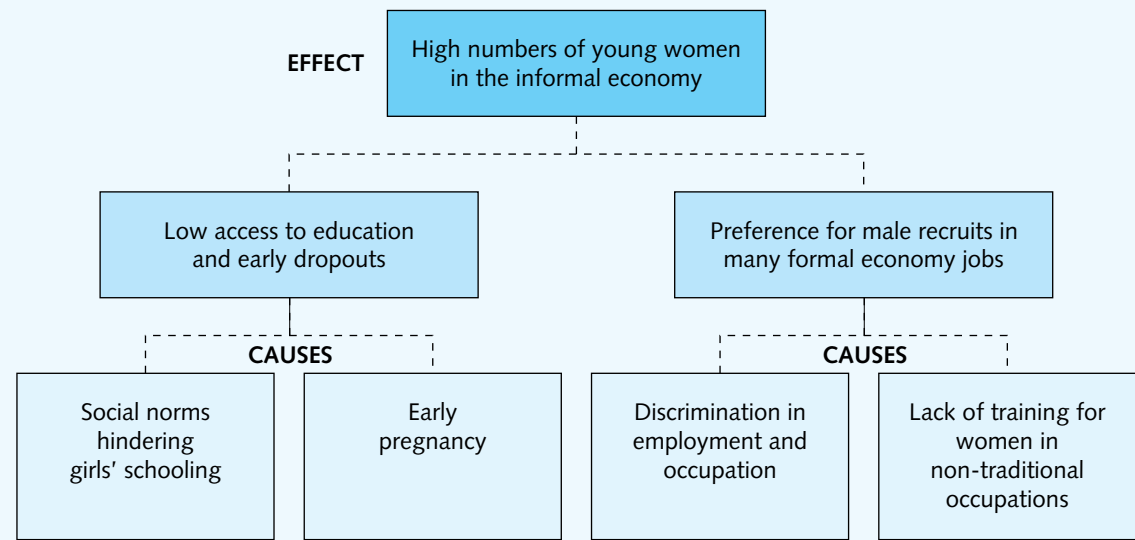 EFFECT
High numbers of young women
in the informal economy
Low access to education
and early dropouts
Preference for male recruits in
many formal economy jobs
CAUSES
CAUSES
Social norms
hindering
girls’ schooling
Early
pregnancy
Discrimination in
employment and
occupation
Lack of training for
women in
non-traditional
occupations